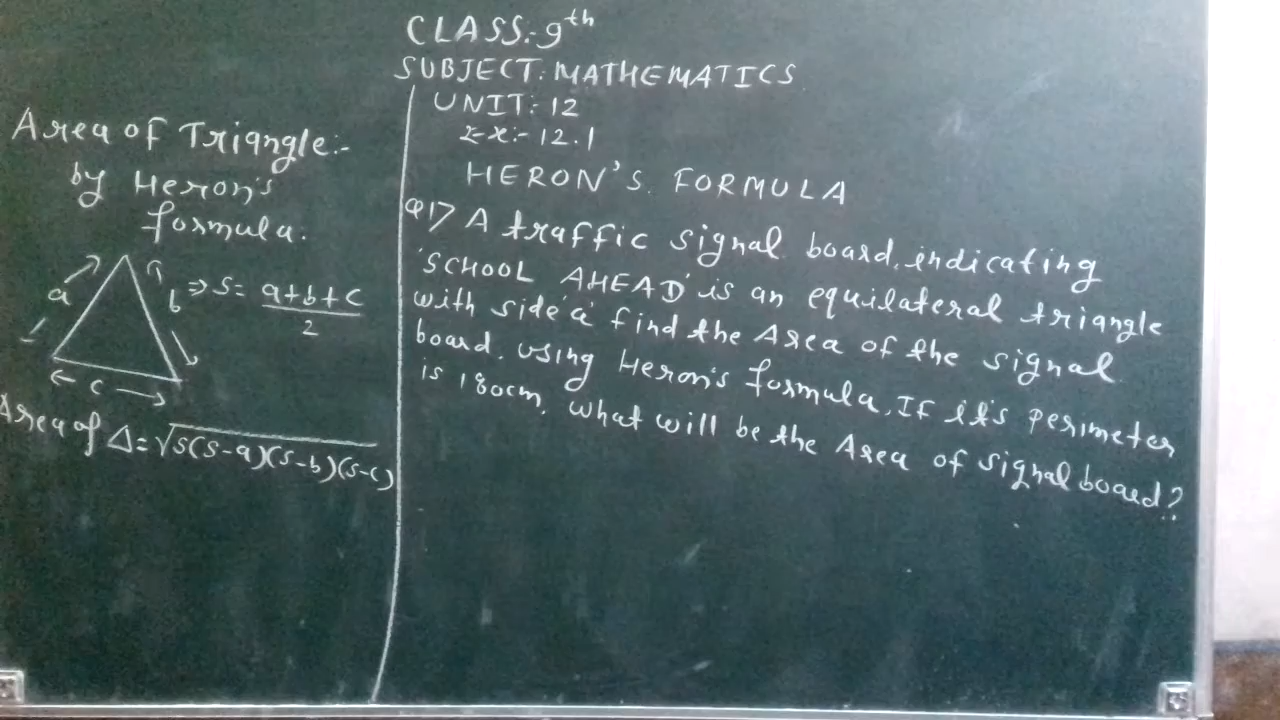 CLASS:- 9th
SUBJECT: MATHEMATICS
UNIT:- 12
Ex:- 12.1
HERON'S FORMULA
Area of Triangle:-
by Heron's
formula.
a
b
c
⇒ S = a+b+c
2
Area of Δ = √S(S-a)(S-b)(S-c)
Q1> A traffic signal board, indicating
'SCHOOL AHEAD' is an equilateral triangle
with side 'a' find the Area of the signal
board. using Heron's formula, If it's perimeter
is 180cm, what will be the Area of signal board?